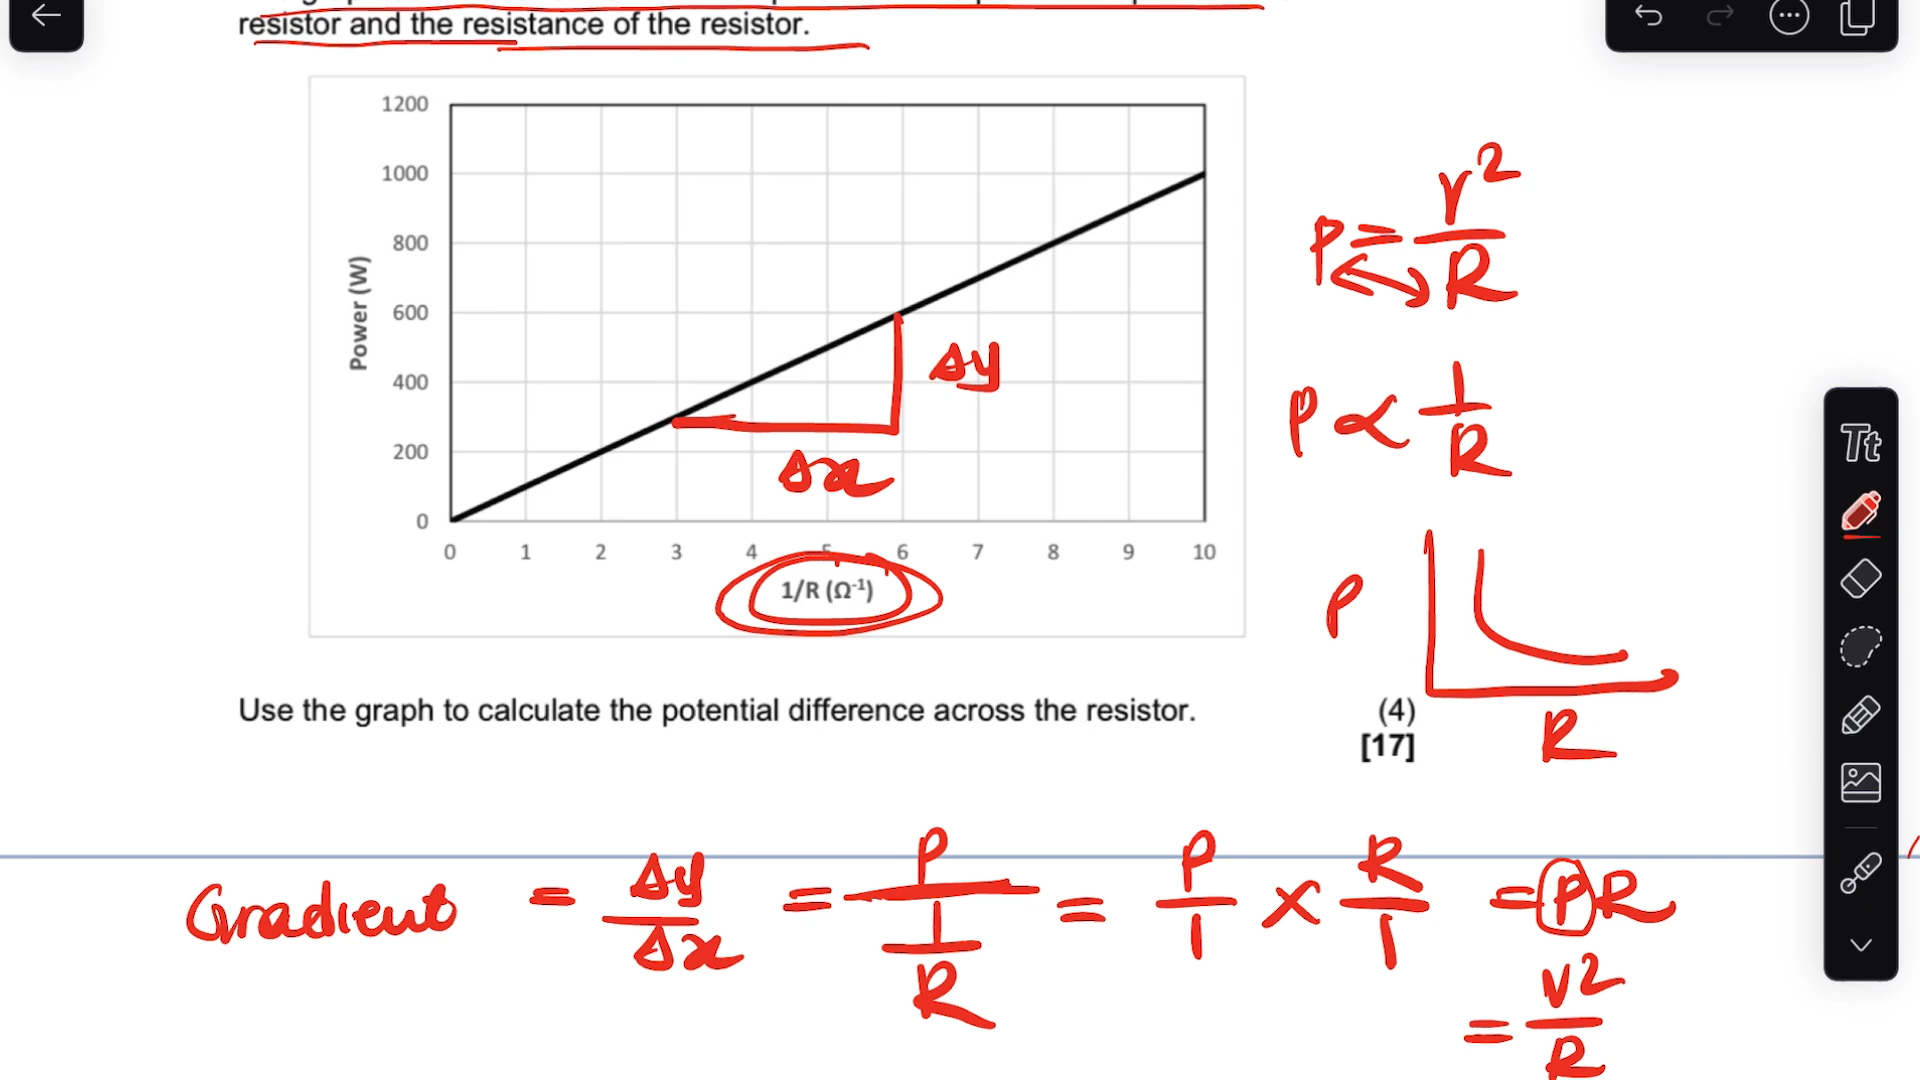 resistor and the resistance of the resistor.
1200
1000
800
600
400
200
0
Power (W)
0 1 2 3 4 5 6 7 8 9 10
1/R (Ω⁻¹)
Δy
Δx
P = V²/R
P ∝ 1/R
P
R
Use the graph to calculate the potential difference across the resistor. (4)
[17]
Gradient = Δy/Δx = P/(1/R) = P/1 × R/1 = PR
= V²/R
Tt